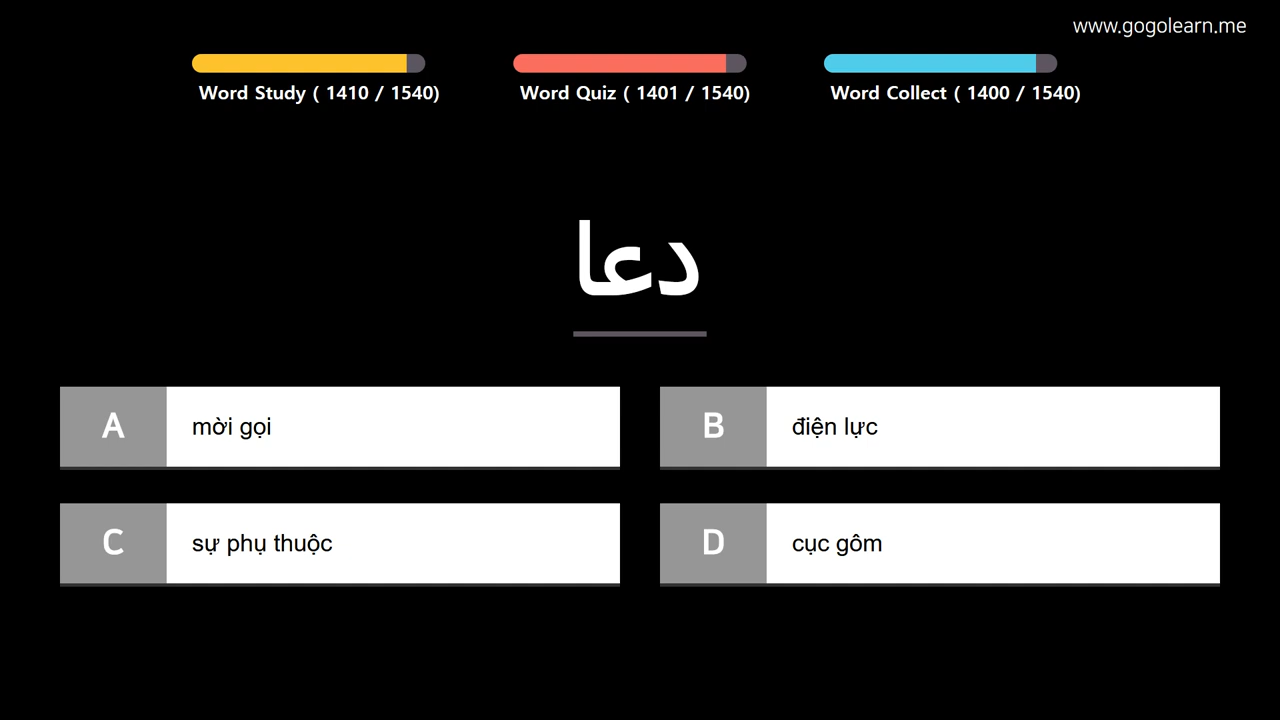 www.gogolearn.me
Word Study ( 1410 / 1540)
Word Quiz ( 1401 / 1540)
Word Collect ( 1400 / 1540)
دعا
A mời gọi
B điện lực
C sự phụ thuộc
D cục gôm